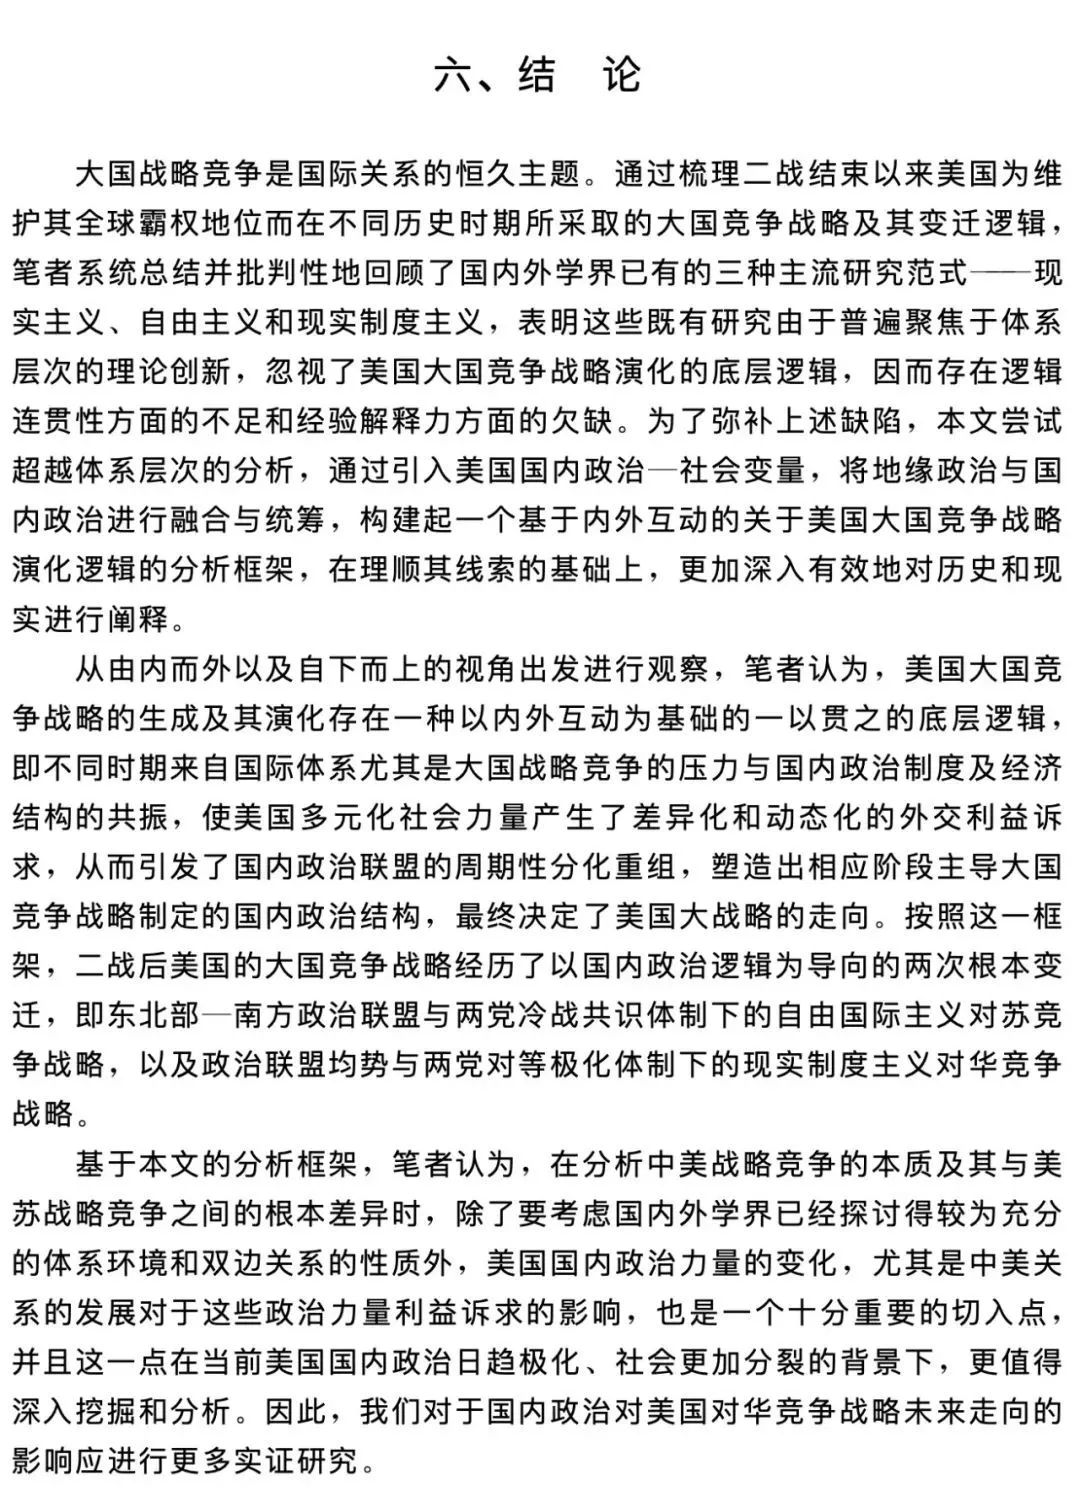 六、结　论
大国战略竞争是国际关系的恒久主题。通过梳理二战结束以来美国为维
护其全球霸权地位而在不同历史时期所采取的大国竞争战略及其变迁逻辑，
笔者系统总结并批判性地回顾了国内外学界已有的三种主流研究范式——现
实主义、自由主义和现实制度主义，表明这些既有研究由于普遍聚焦于体系
层次的理论创新，忽视了美国大国竞争战略演化的底层逻辑，因而存在逻辑
连贯性方面的不足和经验解释力方面的欠缺。为了弥补上述缺陷，本文尝试
超越体系层次的分析，通过引入美国国内政治—社会变量，将地缘政治与国
内政治进行融合与统筹，构建起一个基于内外互动的关于美国大国竞争战略
演化逻辑的分析框架，在理顺其线索的基础上，更加深入有效地对历史和现
实进行阐释。
从由内而外以及自下而上的视角出发进行观察，笔者认为，美国大国竞
争战略的生成及其演化存在一种以内外互动为基础的一以贯之的底层逻辑，
即不同时期来自国际体系尤其是大国战略竞争的压力与国内政治制度及经济
结构的共振，使美国多元化社会力量产生了差异化和动态化的外交利益诉
求，从而引发了国内政治联盟的周期性分化重组，塑造出相应阶段主导大国
竞争战略制定的国内政治结构，最终决定了美国大战略的走向。按照这一框
架，二战后美国的大国竞争战略经历了以国内政治逻辑为导向的两次根本变
迁，即东北部—南方政治联盟与两党冷战共识体制下的自由国际主义对苏竞
争战略，以及政治联盟均势与两党对等极化体制下的现实制度主义对华竞争
战略。
基于本文的分析框架，笔者认为，在分析中美战略竞争的本质及其与美
苏战略竞争之间的根本差异时，除了要考虑国内外学界已经探讨得较为充分
的体系环境和双边关系的性质外，美国国内政治力量的变化，尤其是中美关
系的发展对于这些政治力量利益诉求的影响，也是一个十分重要的切入点，
并且这一点在当前美国国内政治日趋极化、社会更加分裂的背景下，更值得
深入挖掘和分析。因此，我们对于国内政治对美国对华竞争战略未来走向的
影响应进行更多实证研究。